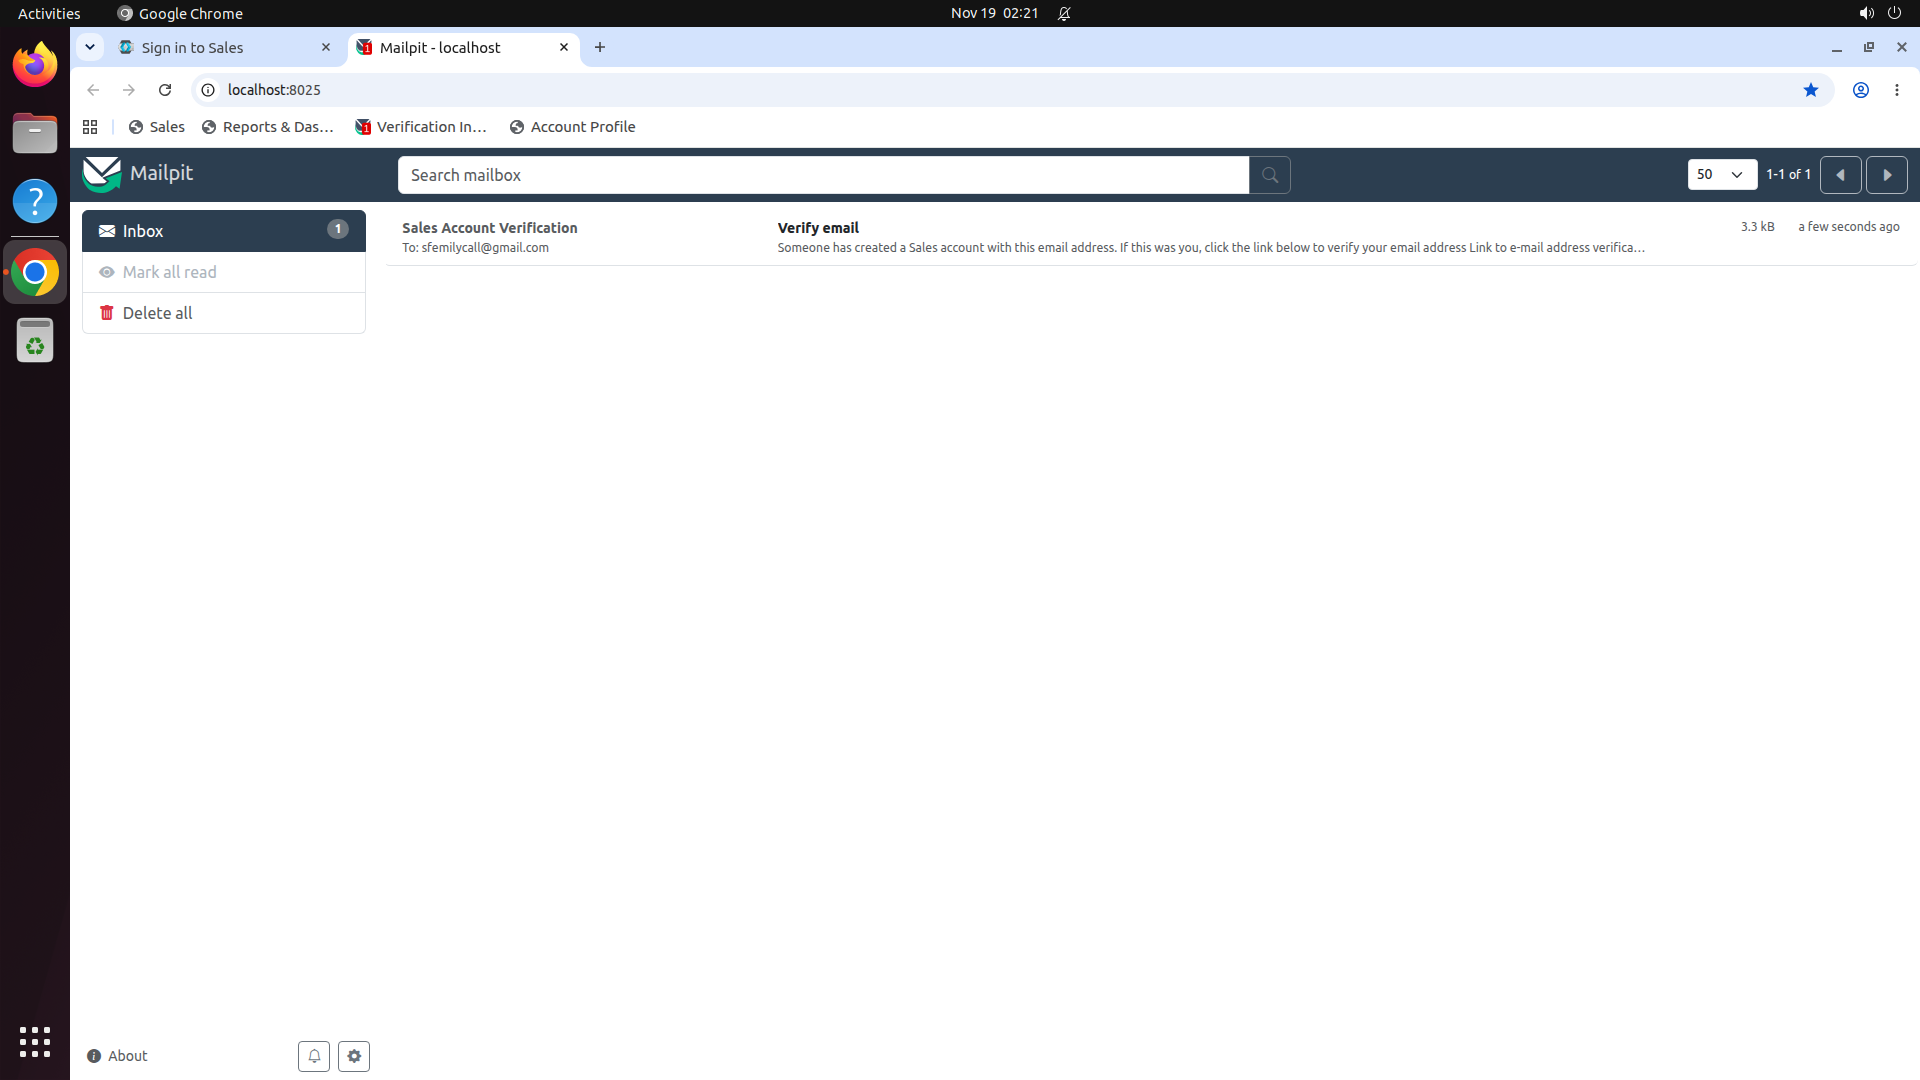 Activities
Google Chrome
Nov 19 02:21
Sign in to Sales
Mailpit - localhost
localhost:8025
Sales
Reports & Das...
Verification In...
Account Profile
Mailpit
Search mailbox
50
1-1 of 1
Inbox
1
Sales Account Verification
Verify email
3.3 kB
a few seconds ago
To: sfemilycall@gmail.com
Someone has created a Sales account with this email address. If this was you, click the link below to verify your email address Link to e-mail address verifica...
Mark all read
Delete all
About